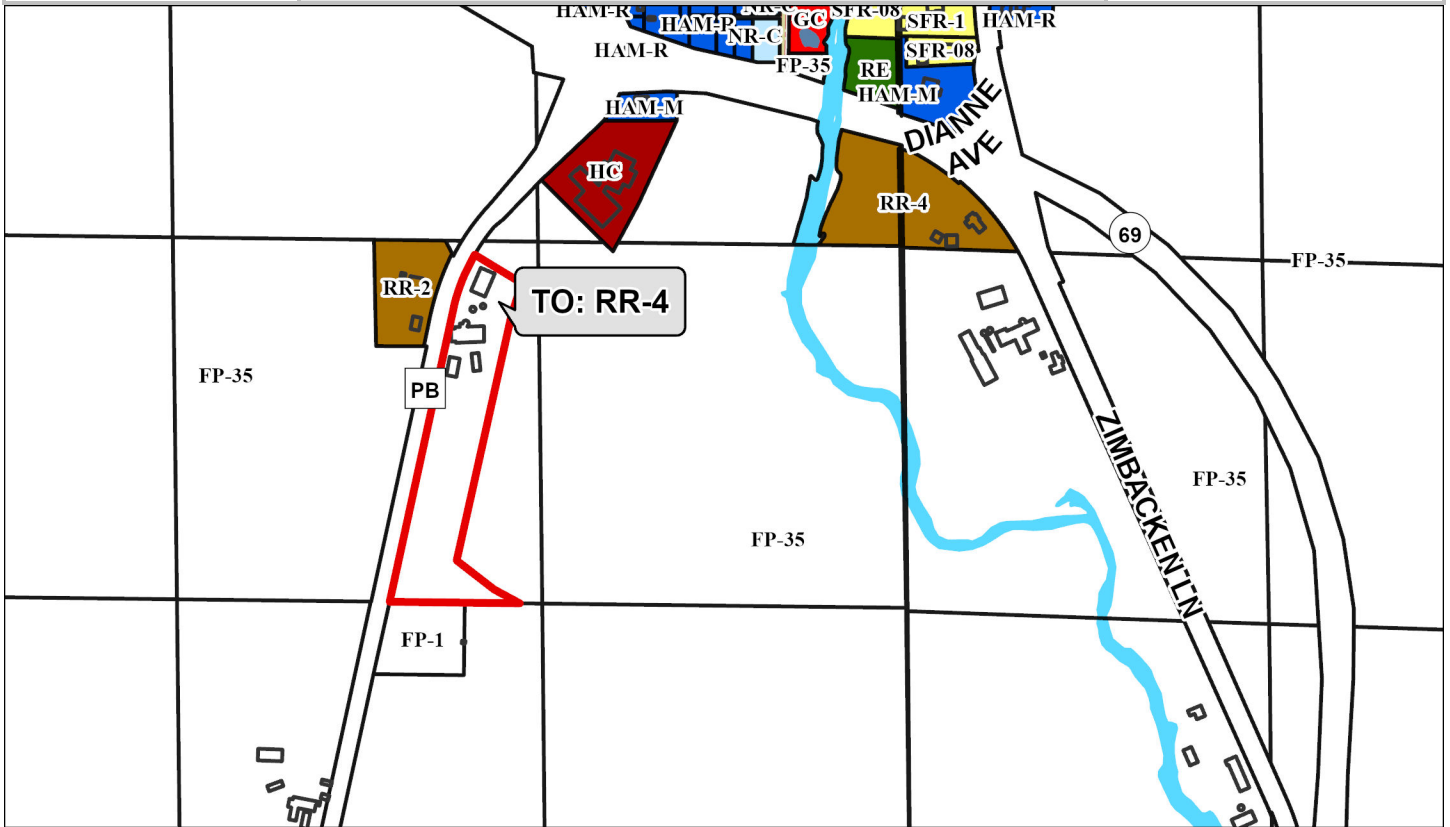 HAM-R
HAM-P
NR-C
NR-C
GC
SFR-08
SFR-1
HAM-R
HAM-R
SFR-08
FP-35
RE
HAM-M
HAM-M
DIANNE
AVE
HC
RR-4
69
FP-35
RR-2
TO: RR-4
FP-35
PB
ZIMBACKEN LN
FP-35
FP-35
FP-1